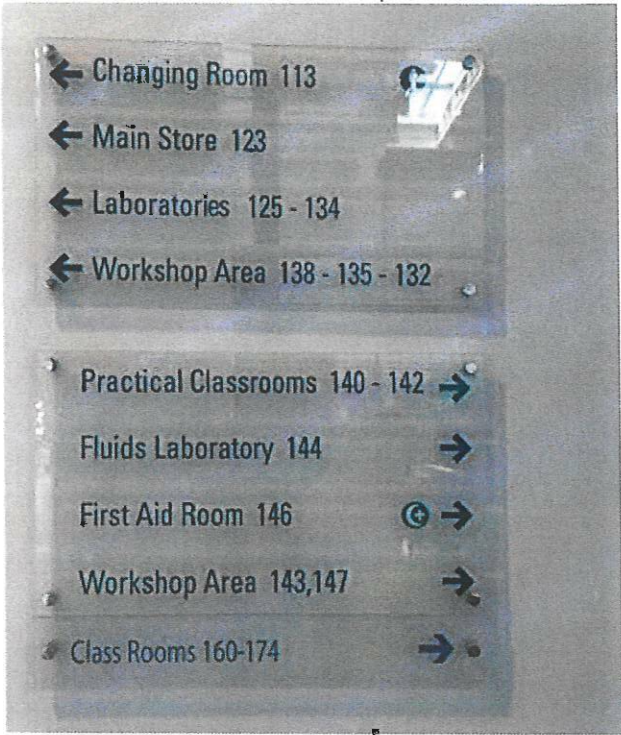 Changing Room 113
Main Store 123
Laboratories 125 - 134
Workshop Area 138 - 135 - 132
Practical Classrooms 140 - 142
Fluids Laboratory 144
First Aid Room 146
Workshop Area 143,147
Class Rooms 160-174